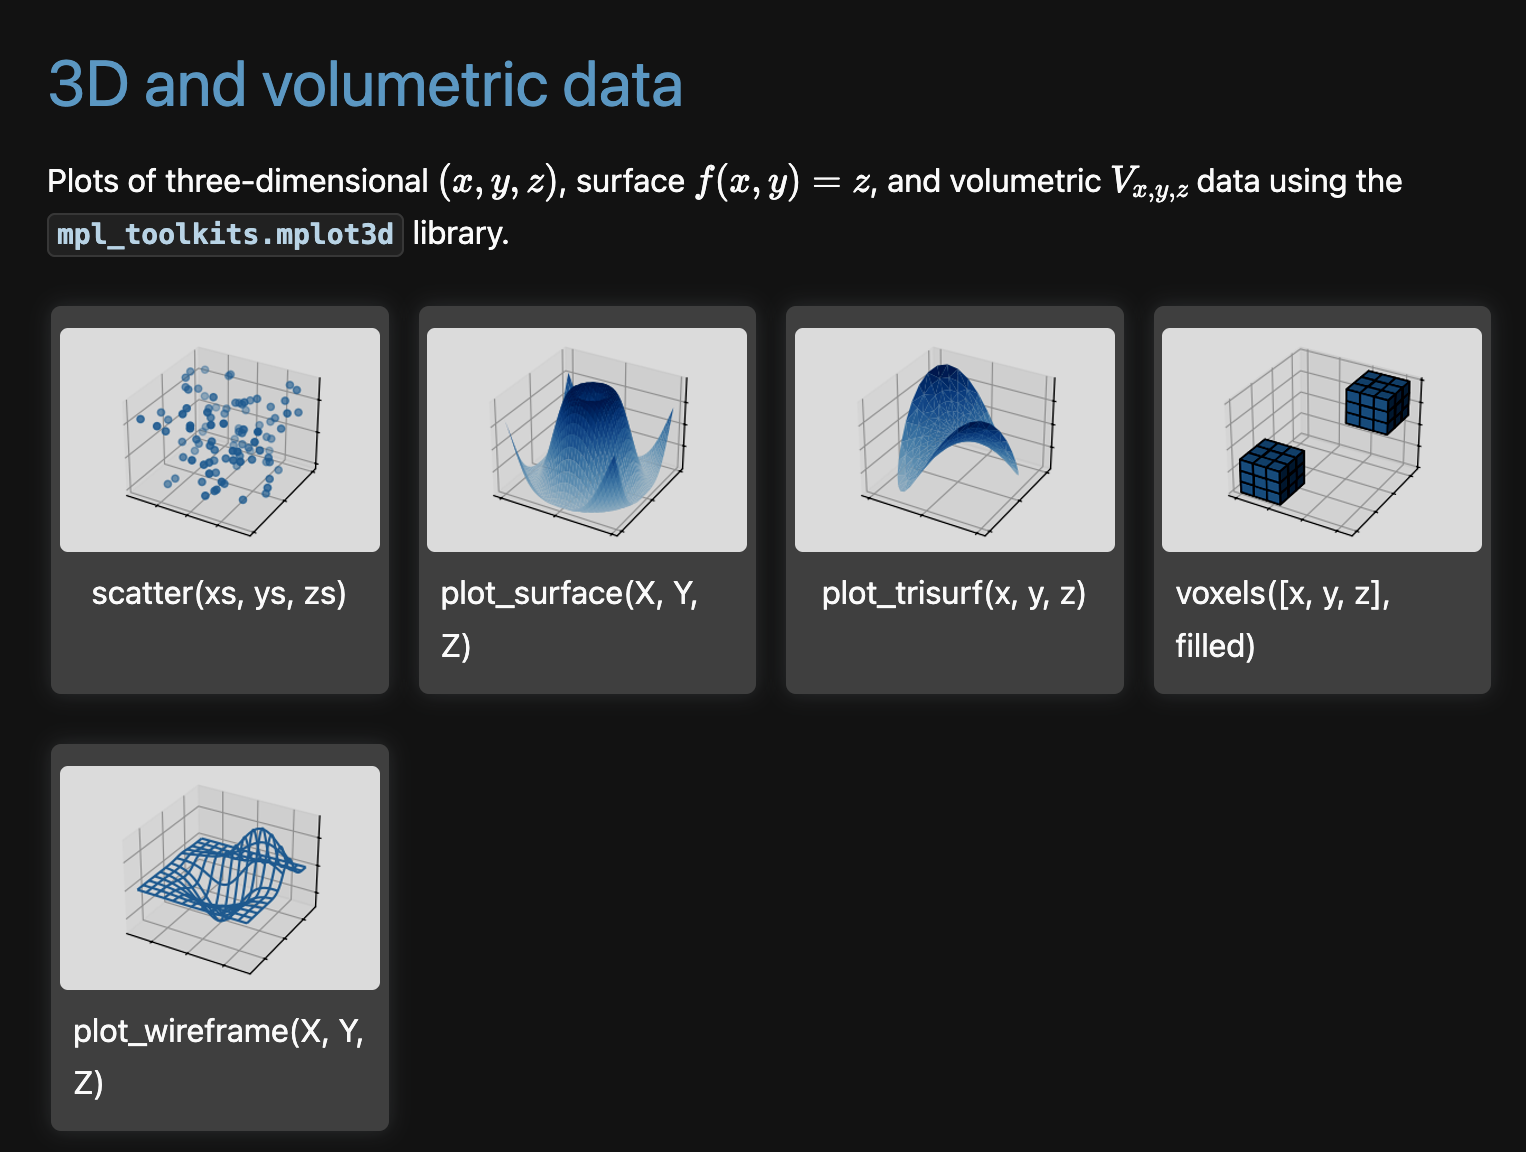 3D and volumetric data
Plots of three-dimensional (x, y, z), surface f(x, y) = z, and volumetric Vx,y,z data using the
mpl_toolkits.mplot3d library.
scatter(xs, ys, zs)
plot_surface(X, Y,
Z)
plot_trisurf(x, y, z)
voxels([x, y, z],
filled)
plot_wireframe(X, Y,
Z)